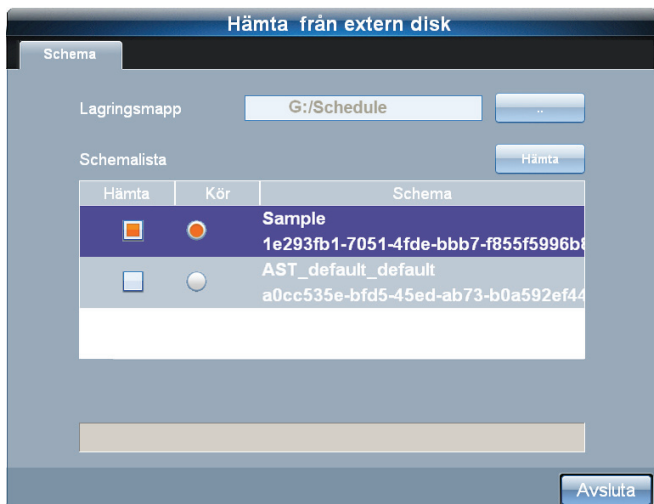 Hämta från extern disk
Schema
Lagringsmapp G:/Schedule ..
Schemalista Hämta
Hämta Kör Schema
Sample
1e293fb1-7051-4fde-bbb7-f855f5996b8
AST_default_default
a0cc535e-bfd5-45ed-ab73-b0a592ef44
Avsluta